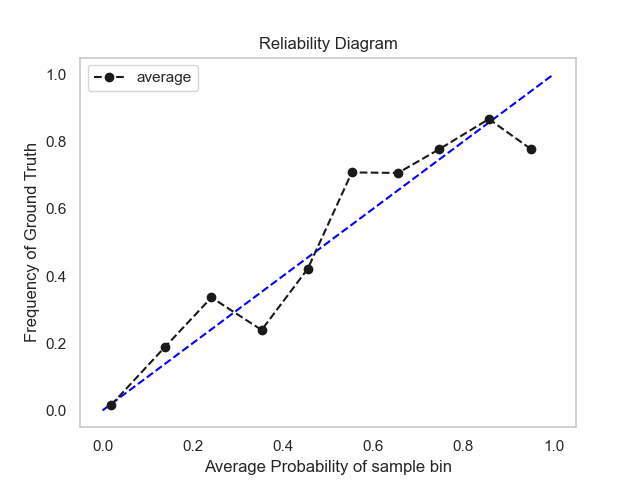 Reliability Diagram
average
Frequency of Ground Truth
1.0
0.8
0.6
0.4
0.2
0.0
0.0 0.2 0.4 0.6 0.8 1.0
Average Probability of sample bin